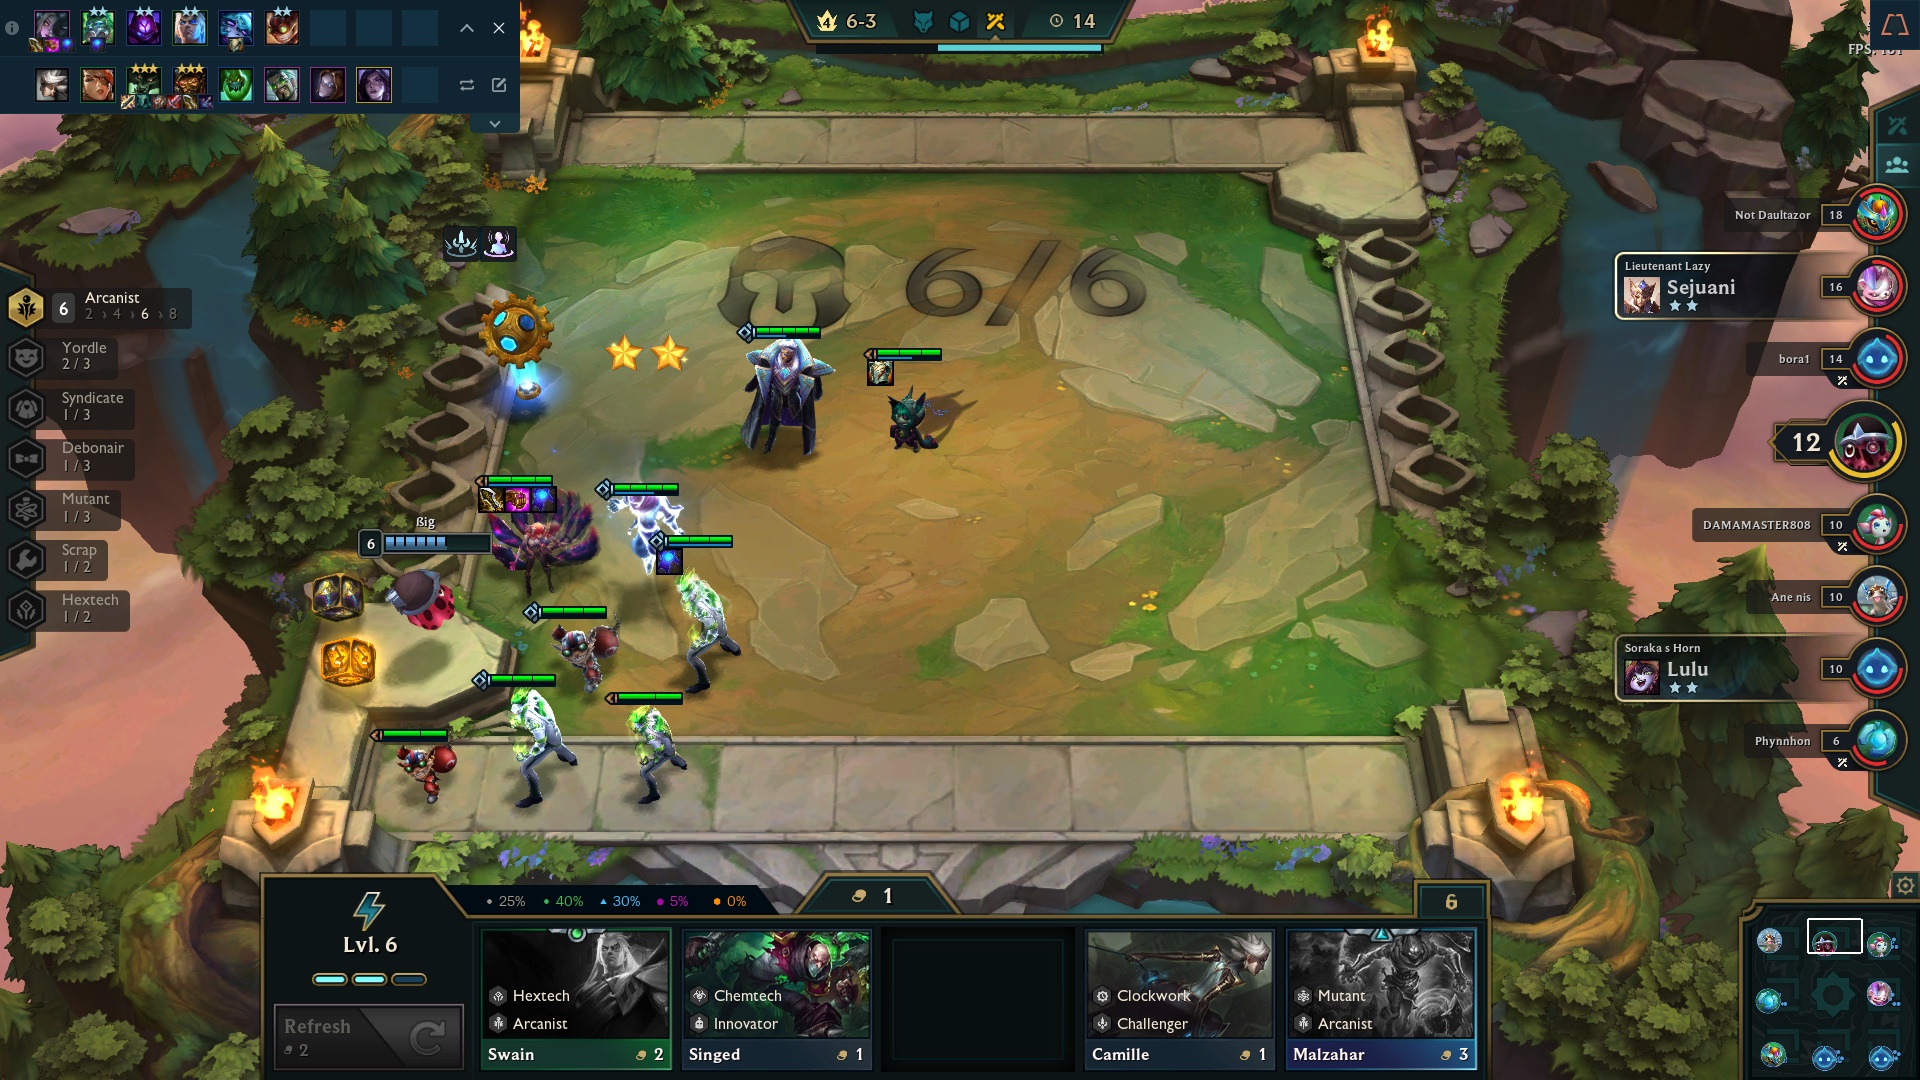 4
6-3
14
FPS: 101
6
Arcanist
2 › 4 › 6 › 8
Yordle
2 / 3
Syndicate
1 / 3
Debonair
1 / 3
Mutant
1 / 3
Scrap
1 / 2
Hextech
1 / 2
6/6
6
ßig
Not Daultazor
18
Lieutenant Lazy
Sejuani
16
bora1
14
12
DAMAMASTER808
10
Ane nis
10
Soraka s Horn
Lulu
10
Phynnhon
6
25%
40%
30%
5%
0%
1
6
Lvl. 6
Refresh
2
Hextech
Arcanist
Swain
2
Chemtech
Innovator
Singed
1
Clockwork
Challenger
Camille
1
Mutant
Arcanist
Malzahar
3